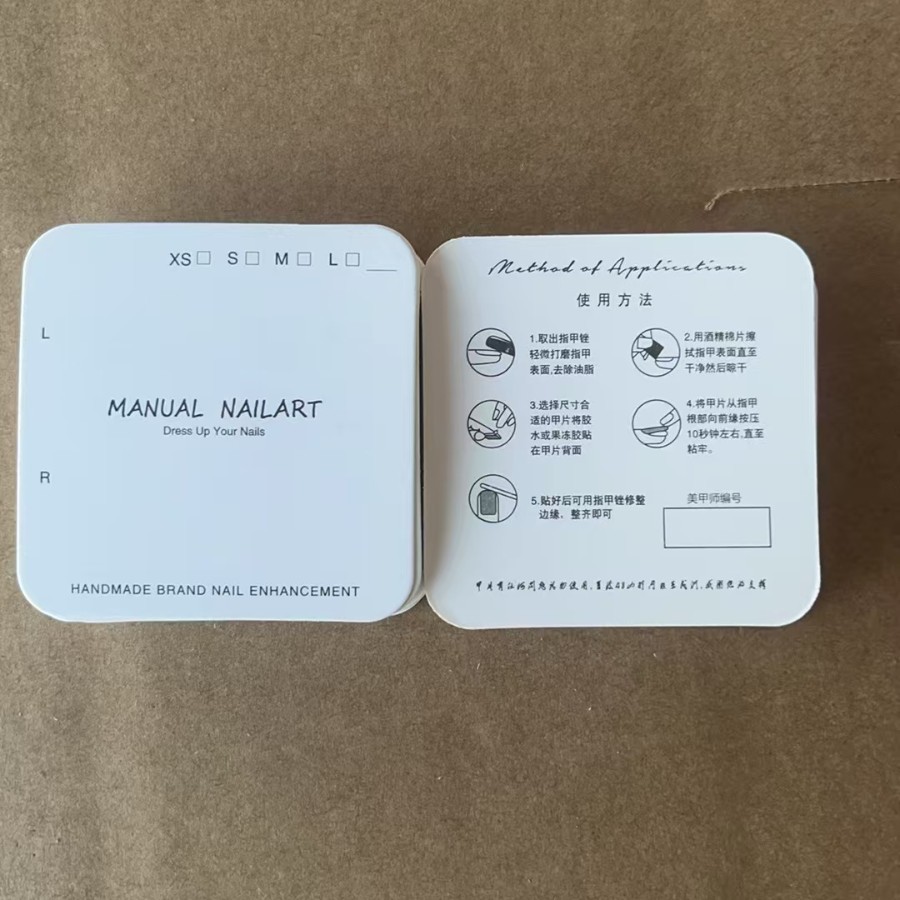 XS□ S□ M□ L□___
L
MANUAL NAILART
Dress Up Your Nails
R
HANDMADE BRAND NAIL ENHANCEMENT
Method of Applications
使用方法
1.取出指甲锉
轻微打磨指甲
表面,去除油脂
2.用酒精棉片擦
拭指甲表面直至
干净然后晾干
3.选择尺寸合
适的甲片将胶
水或果冻胶贴
在甲片背面
4.将甲片从指甲
根部向前缘按压
10秒钟左右,直至
粘牢。
5.贴好后可用指甲锉修整
边缘、整齐即可
美甲师编号